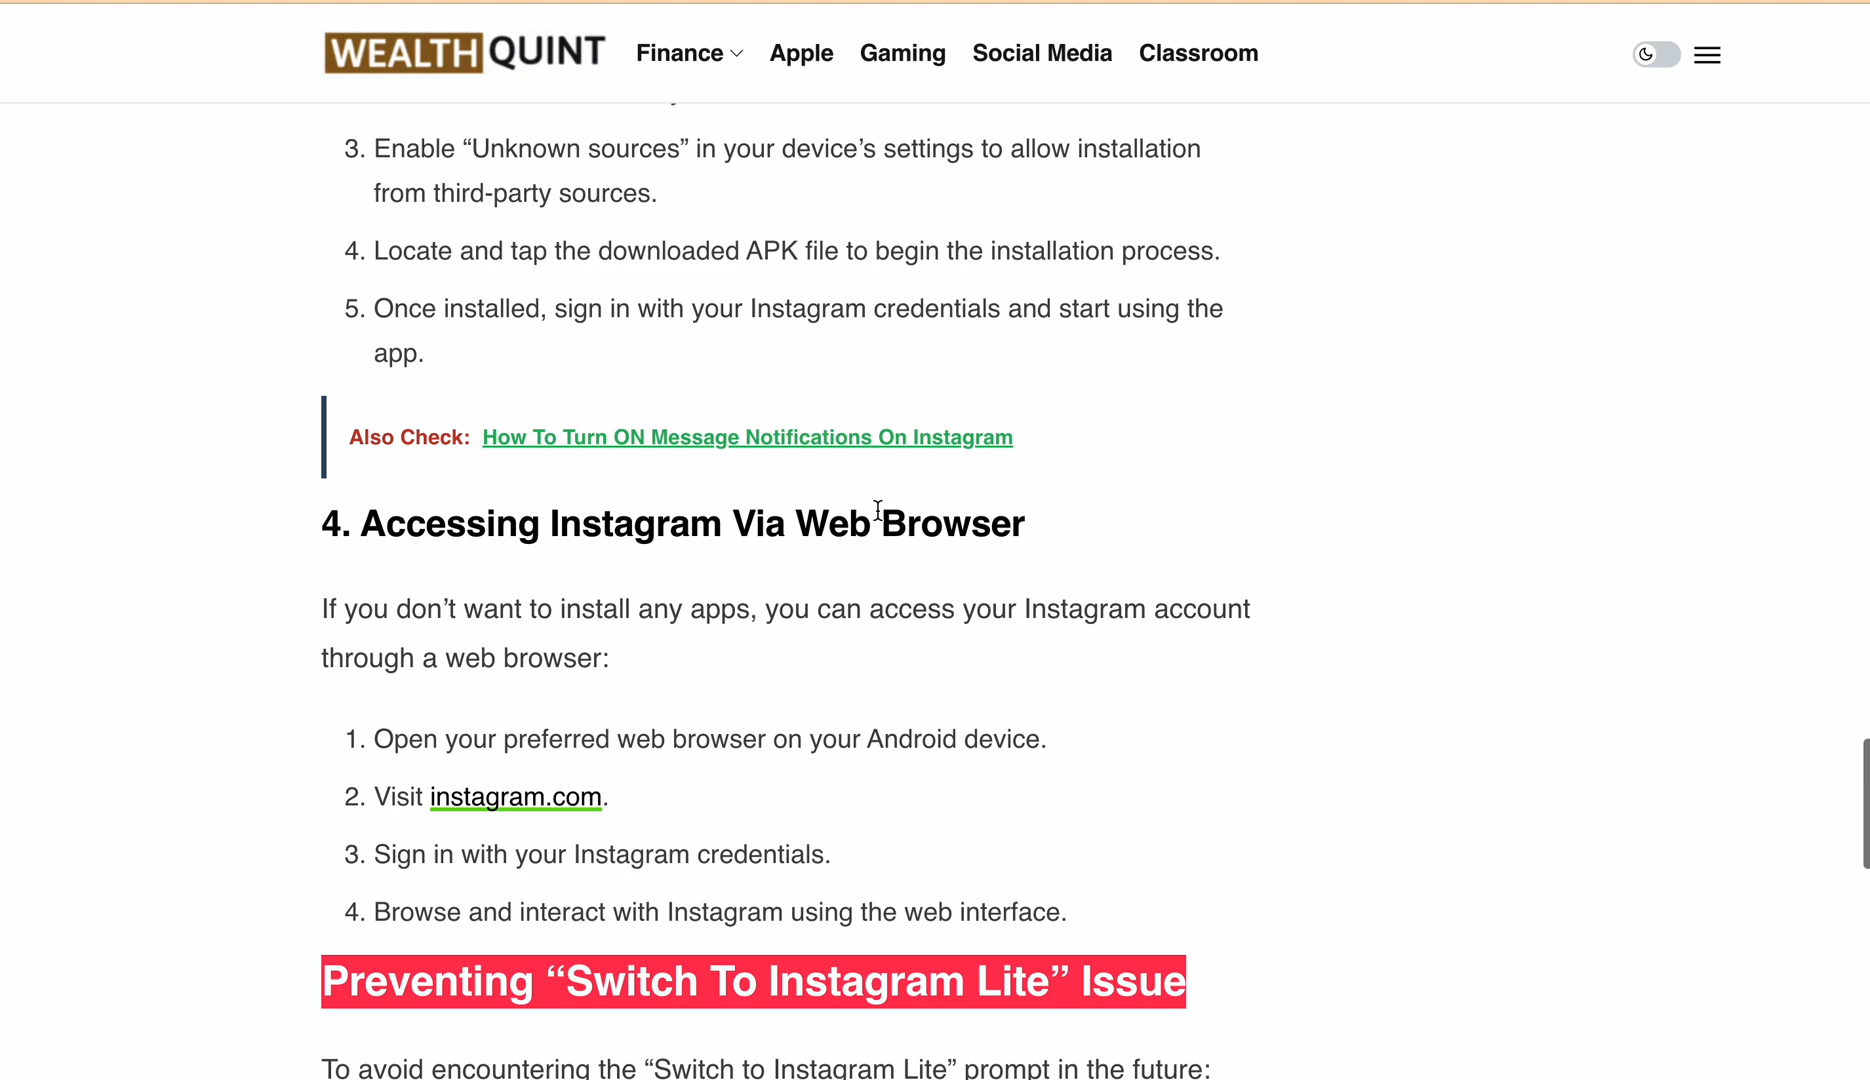 WEALTH QUINT Finance Apple Gaming Social Media Classroom
3. Enable “Unknown sources” in your device’s settings to allow installation
from third-party sources.
4. Locate and tap the downloaded APK file to begin the installation process.
5. Once installed, sign in with your Instagram credentials and start using the
app.
Also Check: How To Turn ON Message Notifications On Instagram
4. Accessing Instagram Via Web Browser
If you don’t want to install any apps, you can access your Instagram account
through a web browser:
1. Open your preferred web browser on your Android device.
2. Visit instagram.com.
3. Sign in with your Instagram credentials.
4. Browse and interact with Instagram using the web interface.
Preventing “Switch To Instagram Lite” Issue
To avoid encountering the “Switch to Instagram Lite” prompt in the future: